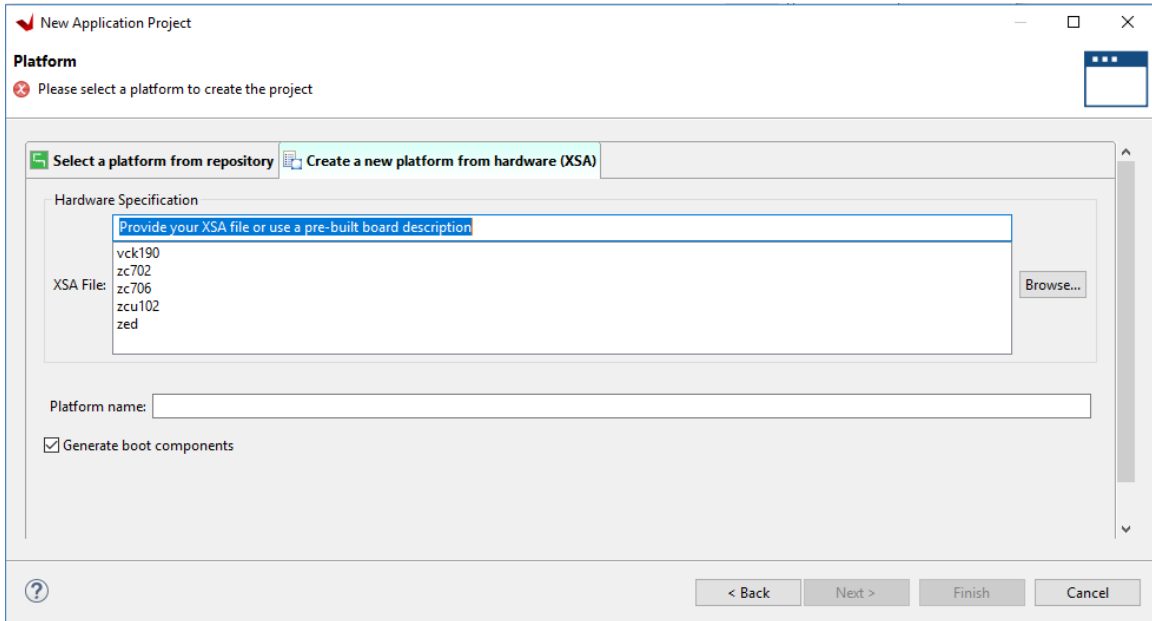 New Application Project
Platform
Please select a platform to create the project
Select a platform from repository Create a new platform from hardware (XSA)
Hardware Specification
Provide your XSA file or use a pre-built board description
vck190
zc702
XSA File: zc706 Browse...
zcu102
zed
Platform name:
Generate boot components
? < Back Next > Finish Cancel